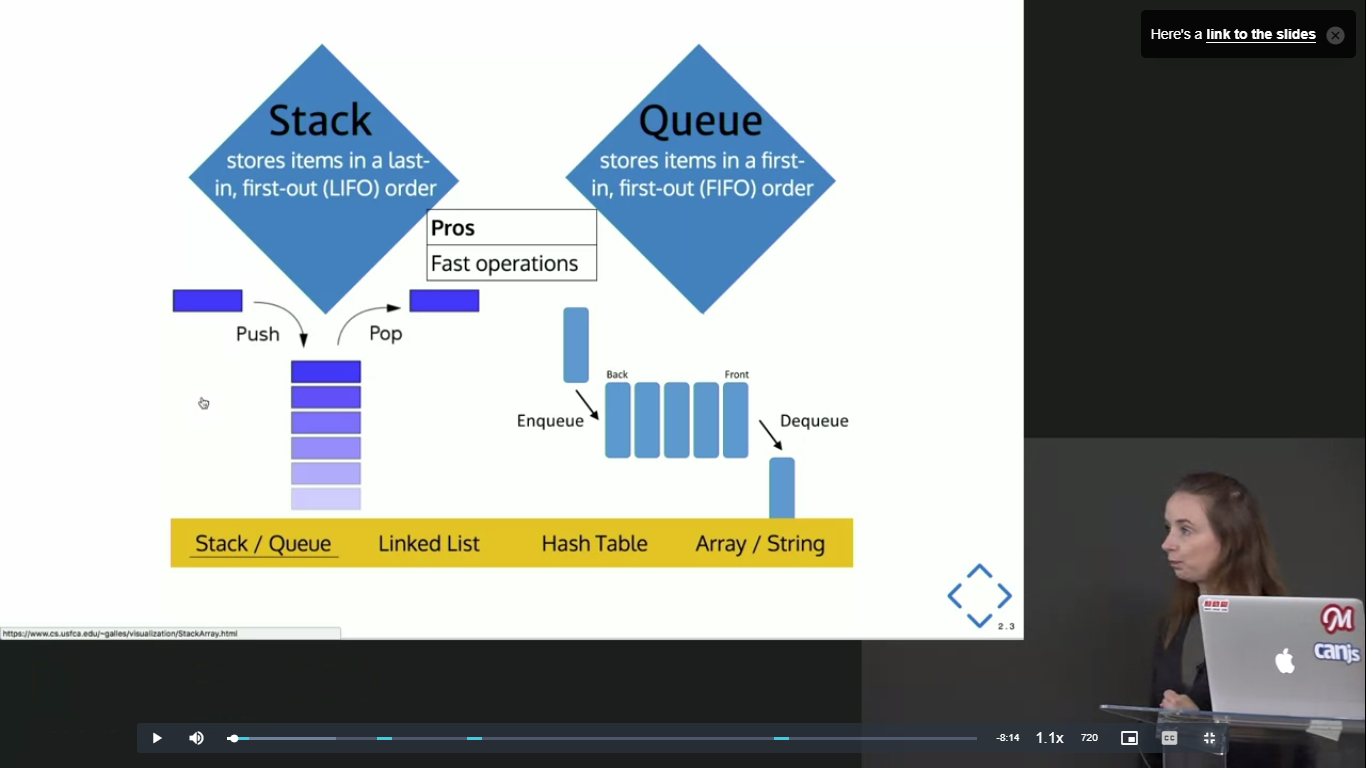 Here's a link to the slides
Stack
stores items in a last-
in, first-out (LIFO) order
Queue
stores items in a first-
in, first-out (FIFO) order
Pros
Fast operations
Push
Pop
Back
Front
Enqueue
Dequeue
Stack / Queue
Linked List
Hash Table
Array / String
2.3
https://www.cs.usfca.edu/~galles/visualization/StackArray.html
M
canjs
-8:14
1.1x
720
CC